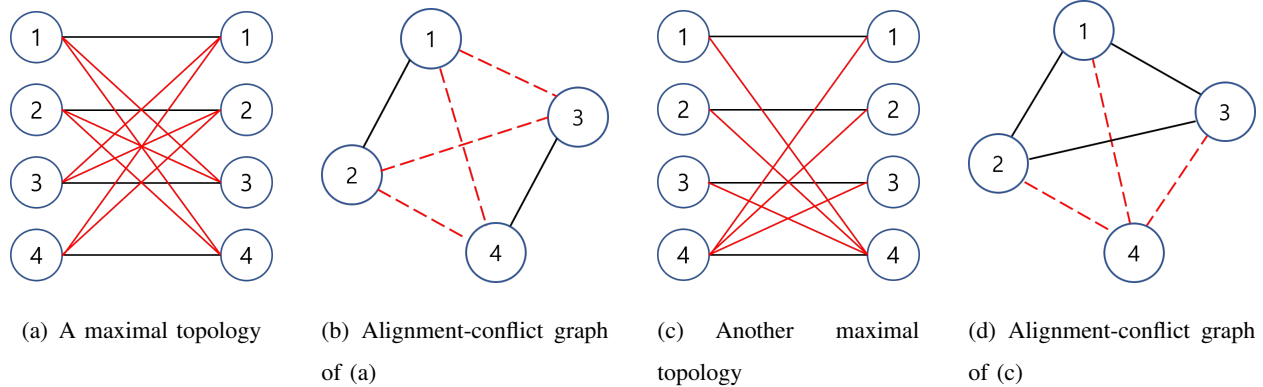 1 1 1 1 1 1
2 2 3 2 2 3
3 3 2 3 3 2
4 4 4 4 4 4
(a) A maximal topology
(b) Alignment-conflict graph
of (a)
(c) Another maximal
topology
(d) Alignment-conflict graph
of (c)